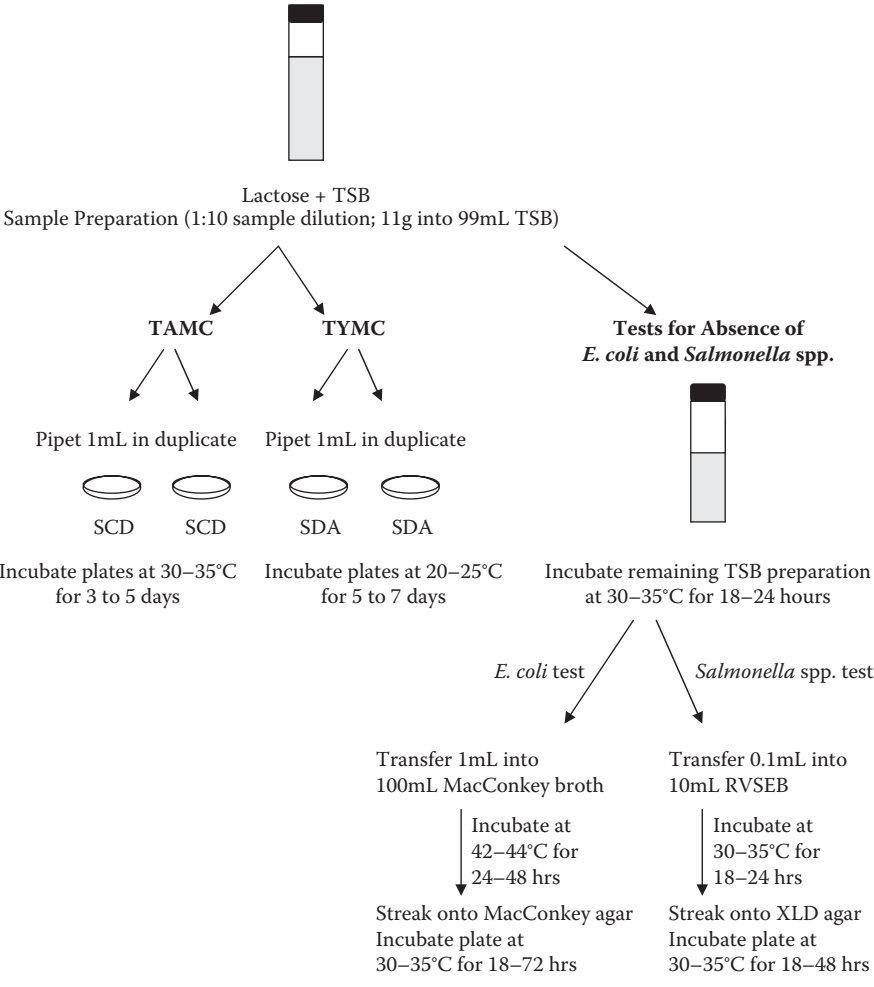 Lactose + TSB
Sample Preparation (1:10 sample dilution; 11g into 99mL TSB)
TAMC
TYMC
Tests for Absence of
E. coli and Salmonella spp.
Pipet 1mL in duplicate
Pipet 1mL in duplicate
SCD
SCD
SDA
SDA
Incubate plates at 30–35°C
for 3 to 5 days
Incubate plates at 20–25°C
for 5 to 7 days
Incubate remaining TSB preparation
at 30–35°C for 18–24 hours
E. coli test
Salmonella spp. test
Transfer 1mL into
100mL MacConkey broth
Incubate at
42–44°C for
24–48 hrs
Streak onto MacConkey agar
Incubate plate at
30–35°C for 18–72 hrs
Transfer 0.1mL into
10mL RVSEB
Incubate at
30–35°C for
18–24 hrs
Streak onto XLD agar
Incubate plate at
30–35°C for 18–48 hrs